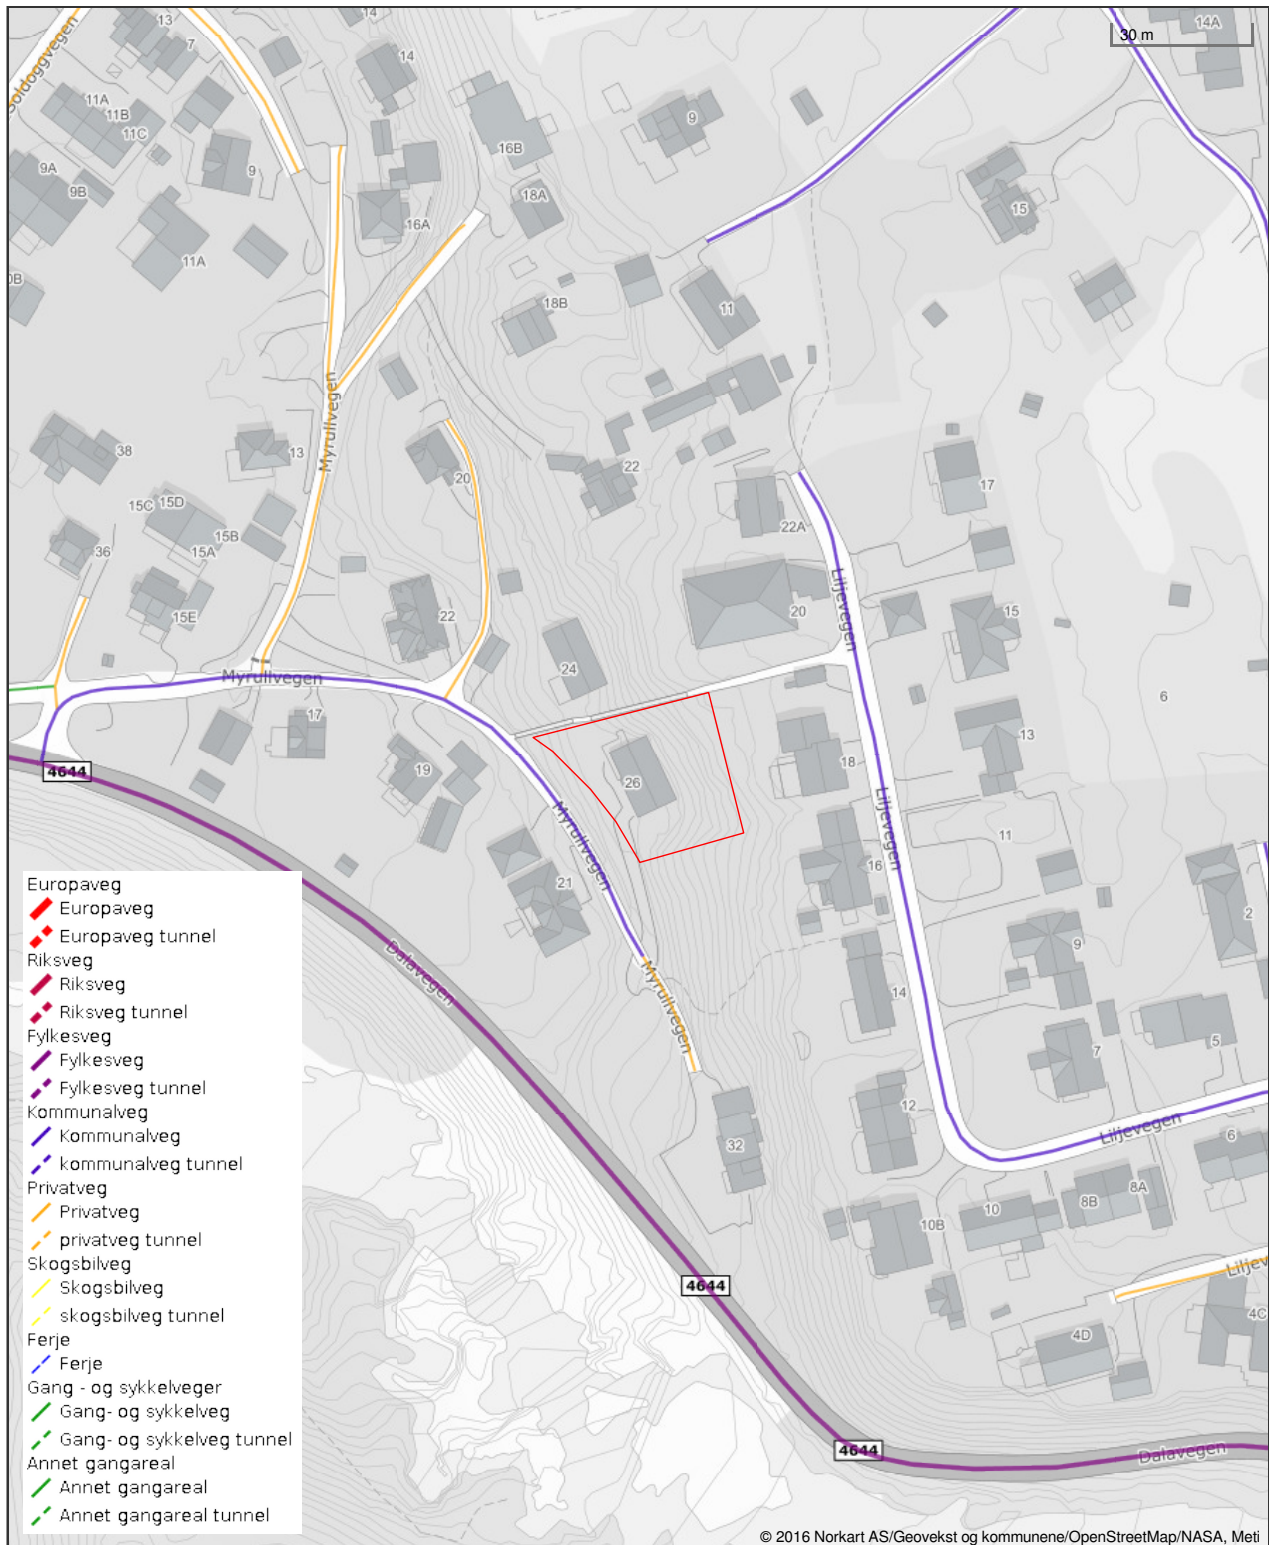 30 m
14A
14
13
7
Soldoggvegen
14
11A
11B
11C
9
16B
9
9A
9B
18A
15
16A
11A
0B
18B
11
Myrullvegen
38
13
20
22
17
15C
15D
15B
15A
36
22A
15E
22
Liljevegen
20
15
24
6
Myrullvegen
17
13
4644
19
26
18
Liljevegen
Myrullvegen
11
16
21
2
9
Dalavegen
Myrullvegen
14
7
5
12
Liljevegen
32
6
8A
8B
10
10B
Liljev
4644
4C
4D
4644
Dalavegen
Europaveg
Europaveg
Europaveg tunnel
Riksveg
Riksveg
Riksveg tunnel
Fylkesveg
Fylkesveg
Fylkesveg tunnel
Kommunalveg
Kommunalveg
kommunalveg tunnel
Privatveg
Privatveg
privatveg tunnel
Skogsbilveg
Skogsbilveg
skogsbilveg tunnel
Ferje
Ferje
Gang - og sykkelveger
Gang- og sykkelveg
Gang- og sykkelveg tunnel
Annet gangareal
Annet gangareal
Annet gangareal tunnel
© 2016 Norkart AS/Geovekst og kommunene/OpenStreetMap/NASA, Meti